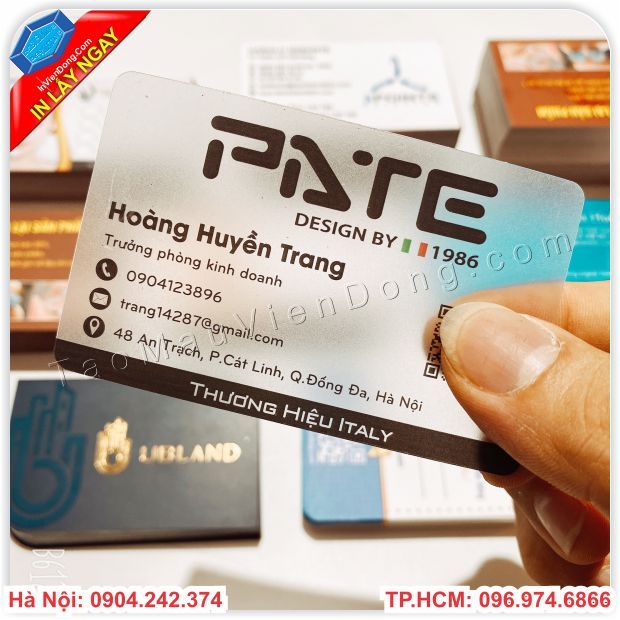 InVienDong.Com
IN LẤY NGAY
PATE
DESIGN BY 1986
Hoàng Huyền Trang
Trưởng phòng kinh doanh
0904123896
trang14287@gmail.com
48 An Trạch, P.Cát Linh, Q.Đống Đa, Hà Nội
THƯƠNG HIỆU ITALY
TaoMauVienDong.com
UBLAND
Hà Nội: 0904.242.374
TP.HCM: 096.974.6866